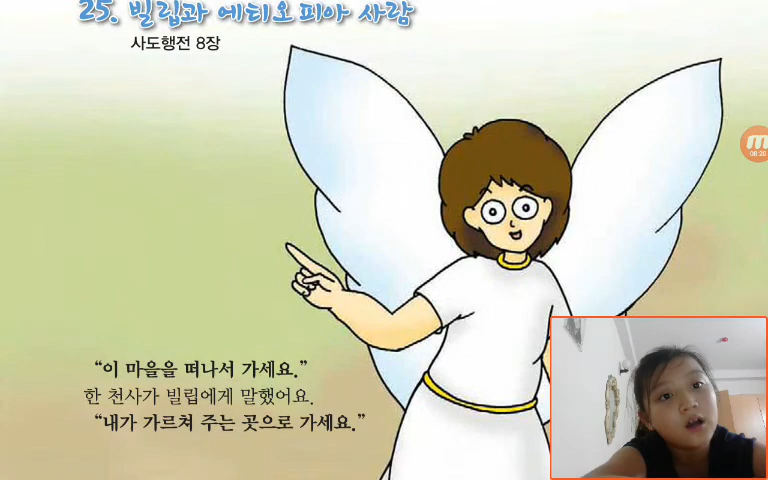 25. 빌립과 에티오피아 사람
사도행전 8장
00:20
“이 마을을 떠나서 가세요.”
한 천사가 빌립에게 말했어요.
“내가 가르쳐 주는 곳으로 가세요.”